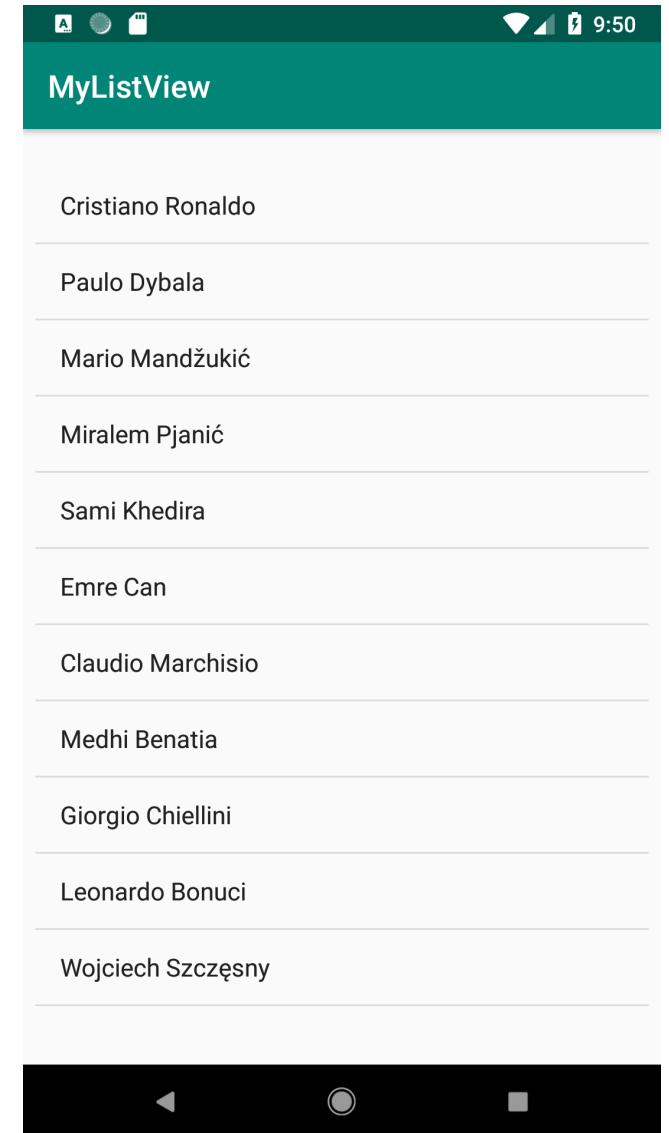 9:50
MyListView
Cristiano Ronaldo
Paulo Dybala
Mario Mandžukić
Miralem Pjanić
Sami Khedira
Emre Can
Claudio Marchisio
Medhi Benatia
Giorgio Chiellini
Leonardo Bonuci
Wojciech Szczęsny